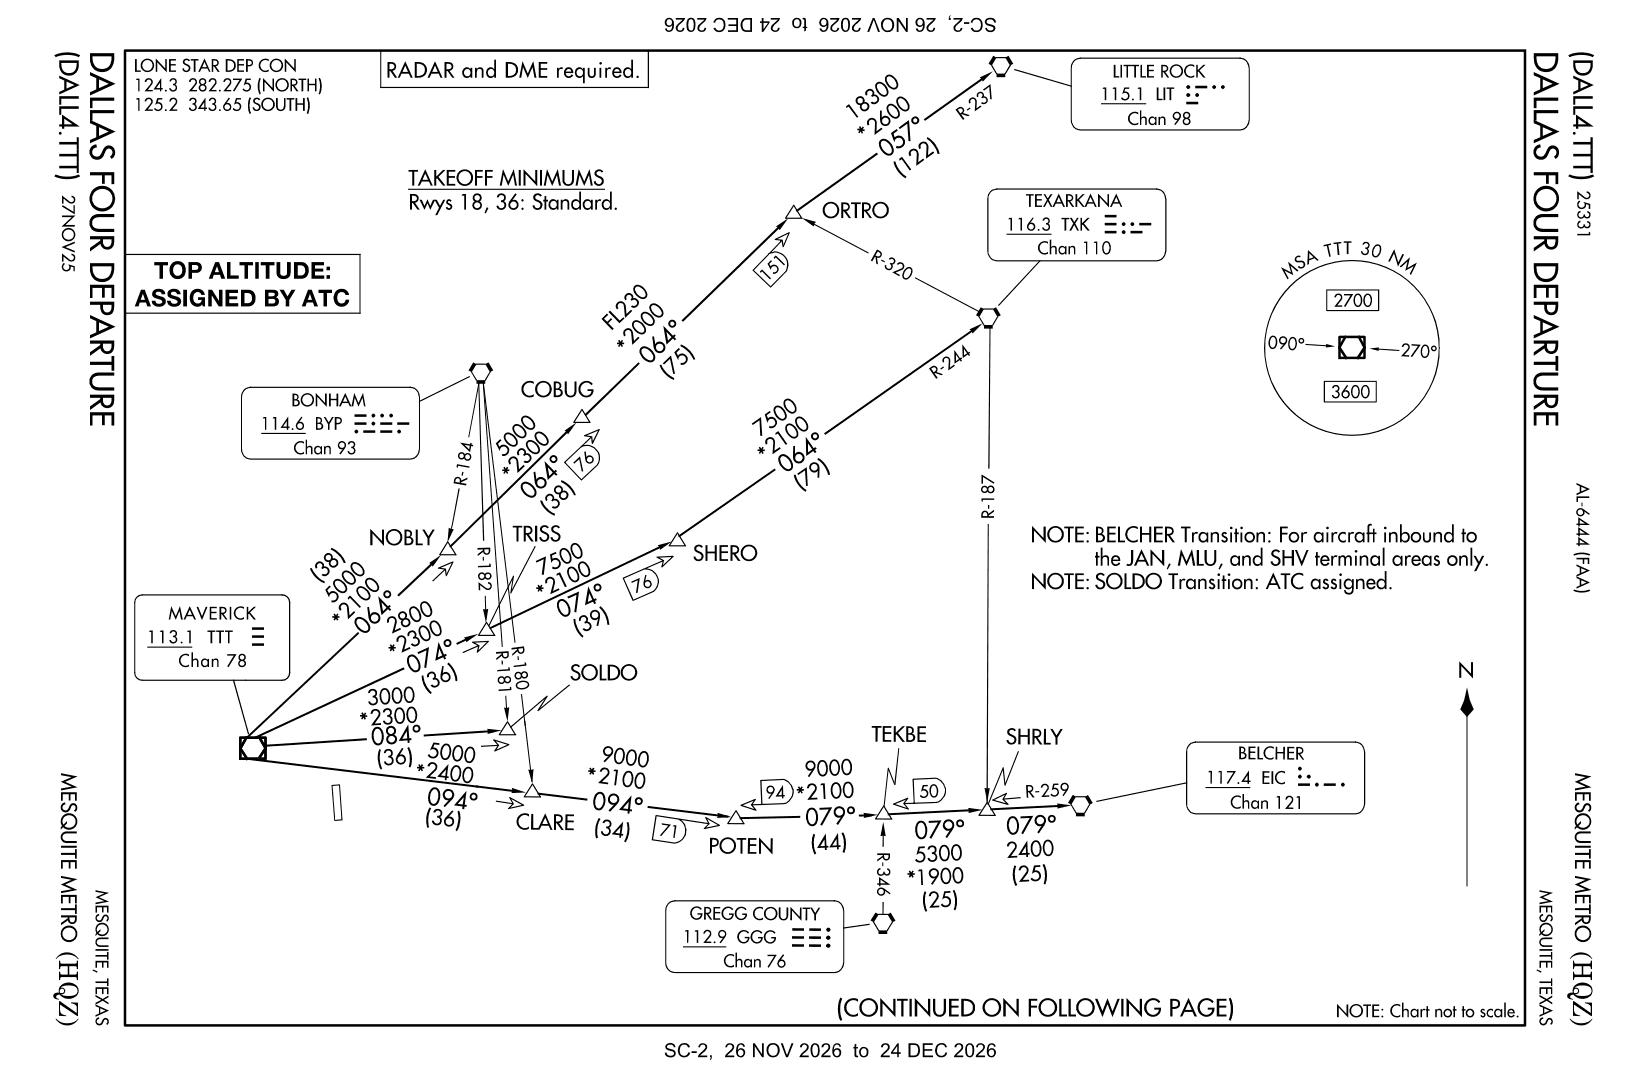 SC-2, 26 NOV 2026 to 24 DEC 2026
DALLAS FOUR DEPARTURE
(DALL4.TTT) 27NOV25
MESQUITE METRO (HQZ)
MESQUITE, TEXAS
(DALL4.TTT) 25331
DALLAS FOUR DEPARTURE
AL-6444 (FAA)
MESQUITE METRO (HQZ)
MESQUITE, TEXAS
LONE STAR DEP CON
124.3 282.275 (NORTH)
125.2 343.65 (SOUTH)
RADAR and DME required.
TAKEOFF MINIMUMS
Rwys 18, 36: Standard.
TOP ALTITUDE:
ASSIGNED BY ATC
LITTLE ROCK
115.1 LIT
Chan 98
R-237
18300
*2600
057°
(122)
ORTRO
TEXARKANA
116.3 TXK
Chan 110
R-320
151
MSA TTT 30 NM
2700
090°
270°
3600
FL230
*2000
064°
(75)
R-244
BONHAM
114.6 BYP
Chan 93
COBUG
5000
*2300
064°
(38)
76
R-184
7500
*2100
064°
(79)
R-187
NOBLY
TRISS
R-182
SHERO
7500
*2100
074°
(39)
76
NOTE: BELCHER Transition: For aircraft inbound to
the JAN, MLU, and SHV terminal areas only.
NOTE: SOLDO Transition: ATC assigned.
(38)
5000
*2100
064°
MAVERICK
113.1 TTT
Chan 78
2800
*2300
074°
(36)
R-181
R-180
SOLDO
3000
*2300
084°
(36)
5000
*2400
094°
(36)
CLARE
9000
*2100
094°
(34)
71
POTEN
94
9000
*2100
079°
(44)
TEKBE
50
SHRLY
R-259
079°
5300
*1900
(25)
079°
2400
(25)
BELCHER
117.4 EIC
Chan 121
R-346
GREGG COUNTY
112.9 GGG
Chan 76
N
(CONTINUED ON FOLLOWING PAGE)
NOTE: Chart not to scale.
SC-2, 26 NOV 2026 to 24 DEC 2026